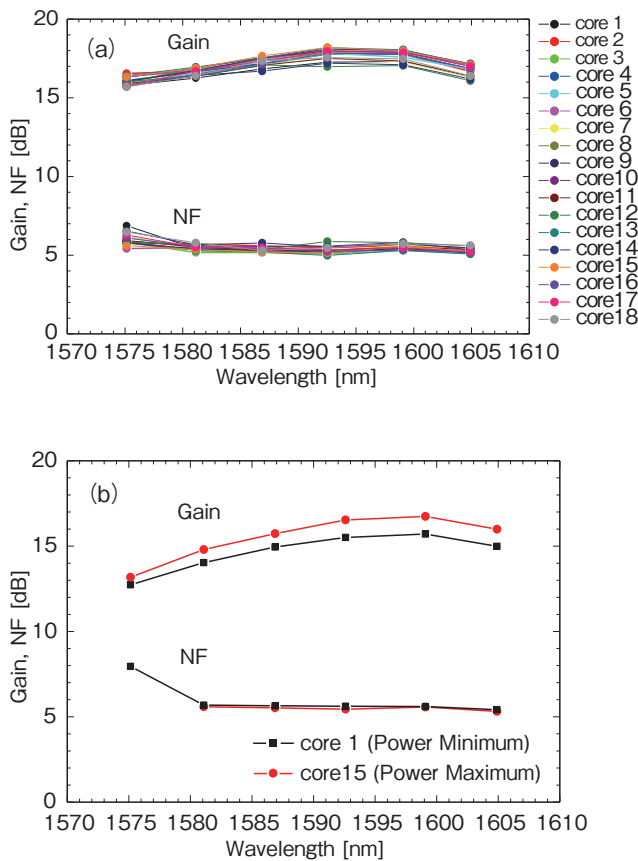 (a)
Gain
NF
Gain, NF [dB]
20
15
10
5
0
1570 1575 1580 1585 1590 1595 1600 1605 1610
Wavelength [nm]
core 1
core 2
core 3
core 4
core 5
core 6
core 7
core 8
core 9
core10
core11
core12
core13
core14
core15
core16
core17
core18
(b)
Gain
NF
Gain, NF [dB]
20
15
10
5
0
core 1 (Power Minimum)
core15 (Power Maximum)
1570 1575 1580 1585 1590 1595 1600 1605 1610
Wavelength [nm]